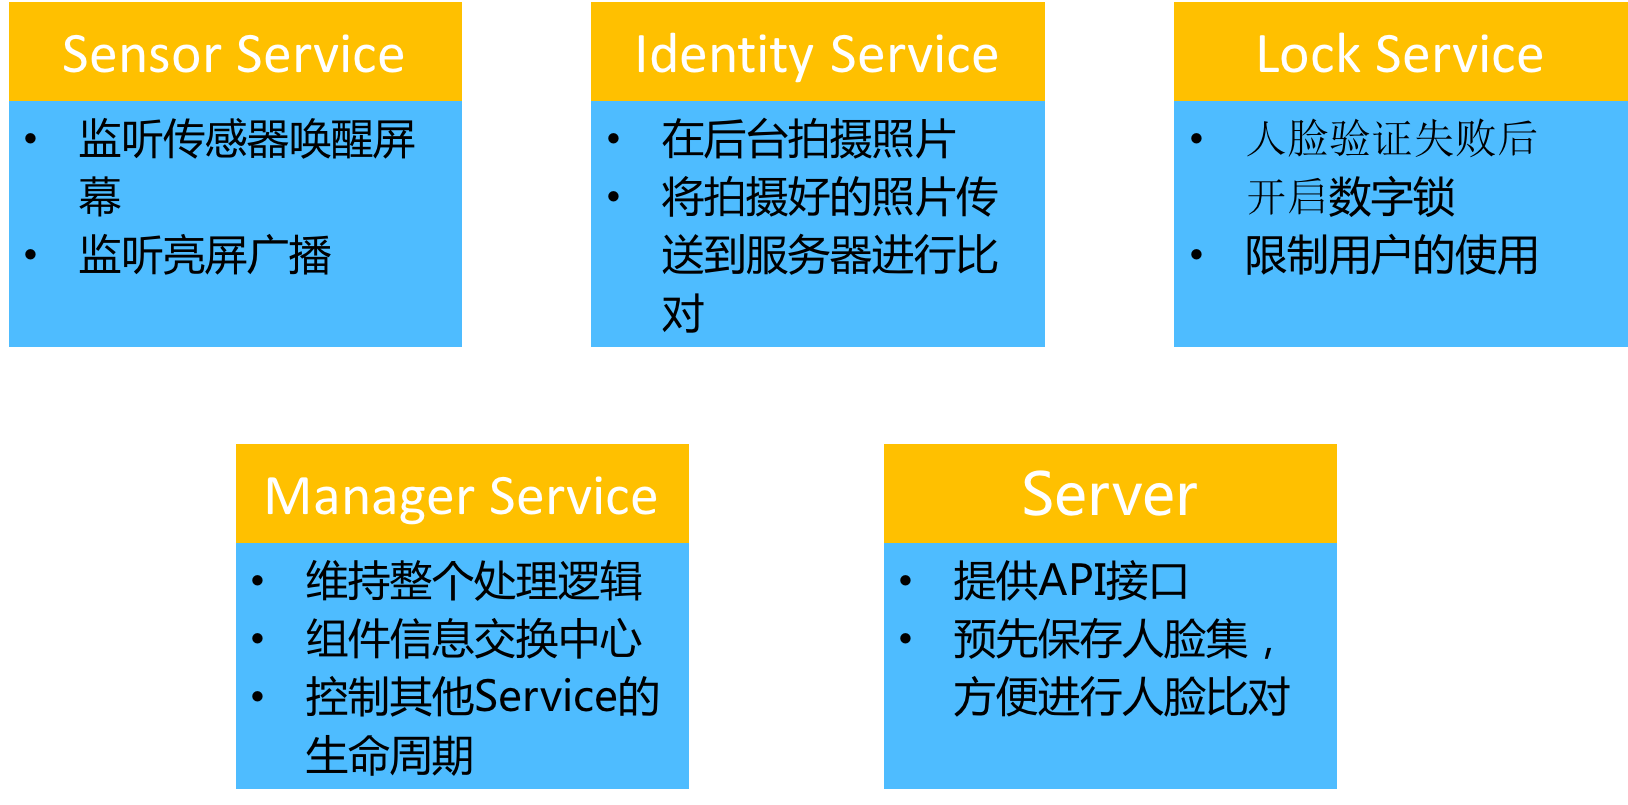 Sensor Service
• 监听传感器唤醒屏
幕
• 监听亮屏广播
Identity Service
• 在后台拍摄照片
• 将拍摄好的照片传
送到服务器进行比
对
Lock Service
• 人脸验证失败后
开启数字锁
• 限制用户的使用
Manager Service
• 维持整个处理逻辑
• 组件信息交换中心
• 控制其他Service的
生命周期
Server
• 提供API接口
• 预先保存人脸集，
方便进行人脸比对